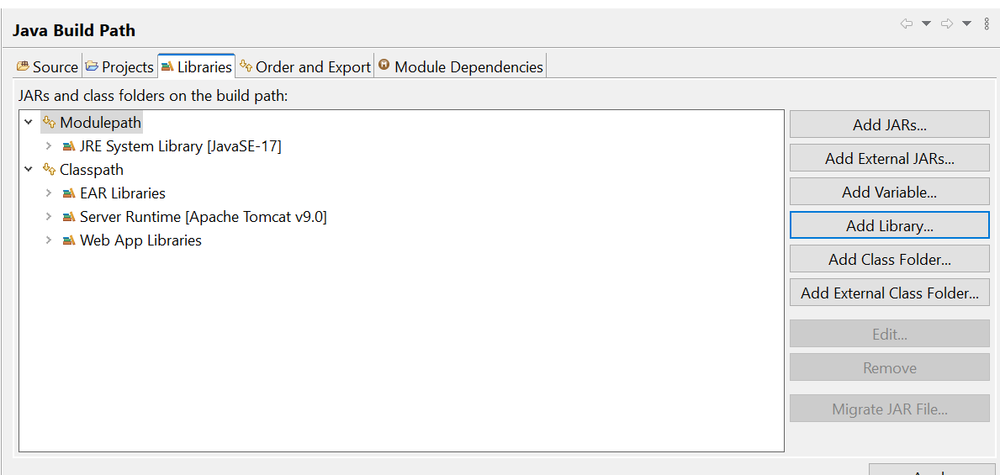 Java Build Path
Source Projects Libraries Order and Export Module Dependencies
JARs and class folders on the build path:
Modulepath
JRE System Library [JavaSE-17]
Classpath
EAR Libraries
Server Runtime [Apache Tomcat v9.0]
Web App Libraries
Add JARs...
Add External JARs...
Add Variable...
Add Library...
Add Class Folder...
Add External Class Folder...
Edit...
Remove
Migrate JAR File...